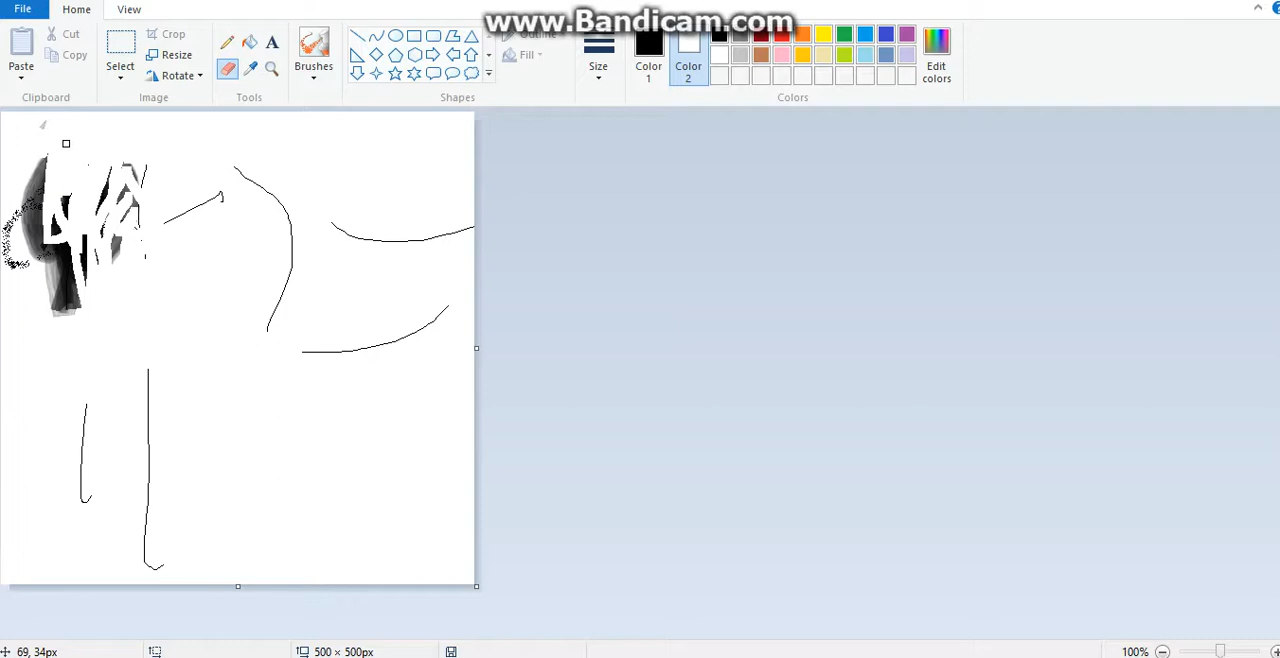 www.Bandicam.com
File Home View
Paste Cut Copy
Select Crop Resize Rotate
Brushes
Outline Fill
Size
Color 1 Color 2
Edit colors
Clipboard Image Tools Shapes Colors
69, 34px 500 × 500px 100%